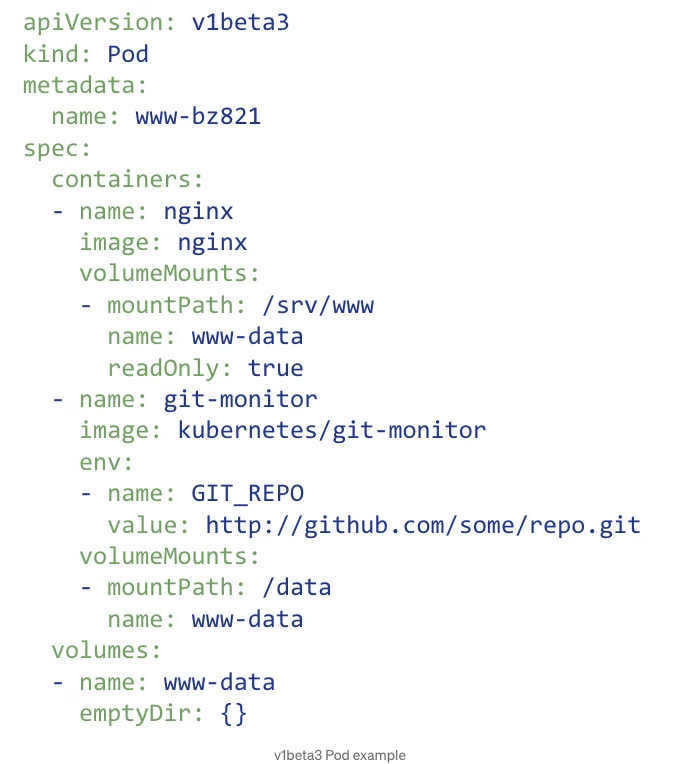 apiVersion: v1beta3
kind: Pod
metadata:
  name: www-bz821
spec:
  containers:
  - name: nginx
    image: nginx
    volumeMounts:
    - mountPath: /srv/www
      name: www-data
      readOnly: true
  - name: git-monitor
    image: kubernetes/git-monitor
    env:
    - name: GIT_REPO
      value: http://github.com/some/repo.git
    volumeMounts:
    - mountPath: /data
      name: www-data
  volumes:
  - name: www-data
    emptyDir: {}
v1beta3 Pod example